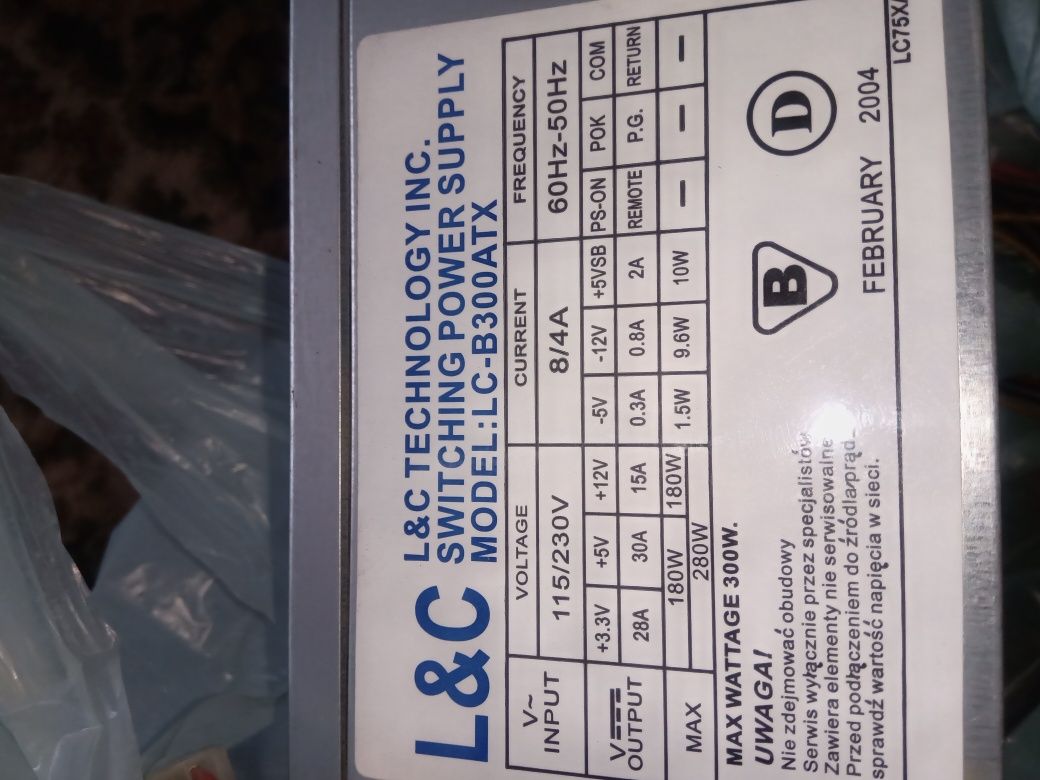 L&C
L&C TECHNOLOGY INC.
SWITCHING POWER SUPPLY
MODEL:LC-B300ATX
V~ INPUT VOLTAGE CURRENT FREQUENCY
115/230V 8/4A 60Hz-50Hz
V OUTPUT +3.3V +5V +12V -5V -12V +5VSB PS-ON POK COM
28A 30A 15A 0.3A 0.8A 2A REMOTE P.G. RETURN
MAX 180W 180W 1.5W 9.6W 10W — — —
280W
MAX WATTAGE 300W.
UWAGA!
Nie zdejmować obudowy
Serwis wyłącznie przez specjalistów
Zawiera elementy nie serwisowalne
Przed podłączeniem do źródla prąd
sprawdź wartość napięcia w sieci.
B D
FEBRUARY 2004